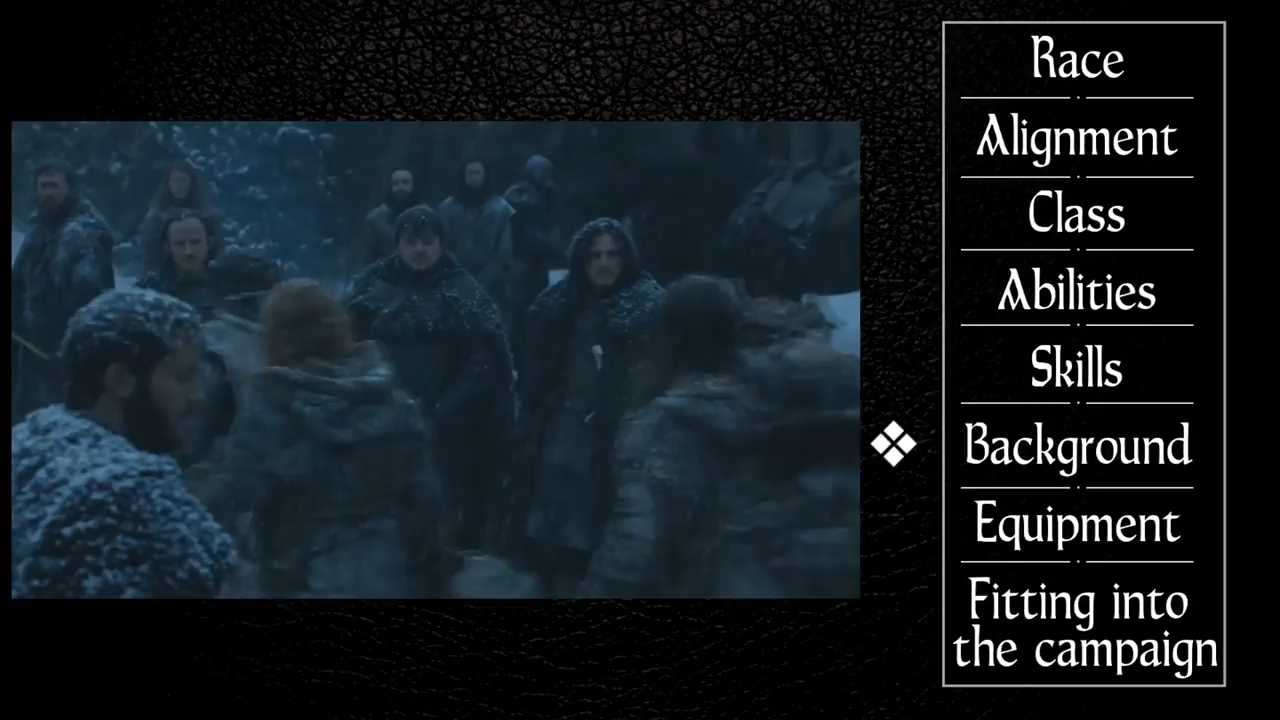 Race
Alignment
Class
Abilities
Skills
Background
Equipment
Fitting into
the campaign